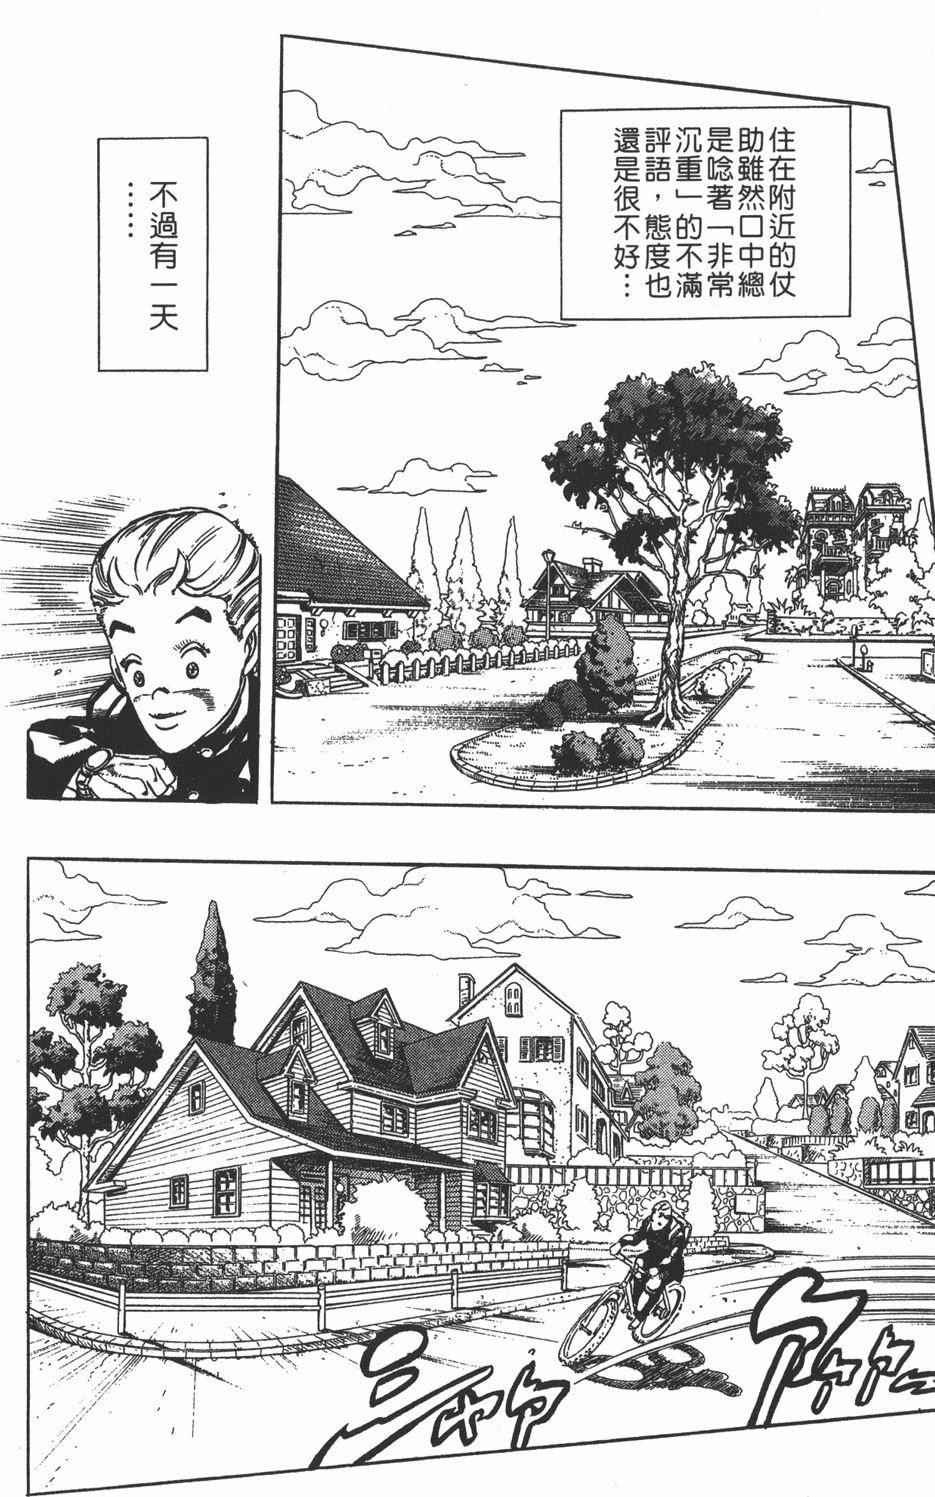 住在附近的仗
助雖然口中總
是唸著「非常
沉重」的不滿
評語，態度也
還是很不好…
不過有一天
……